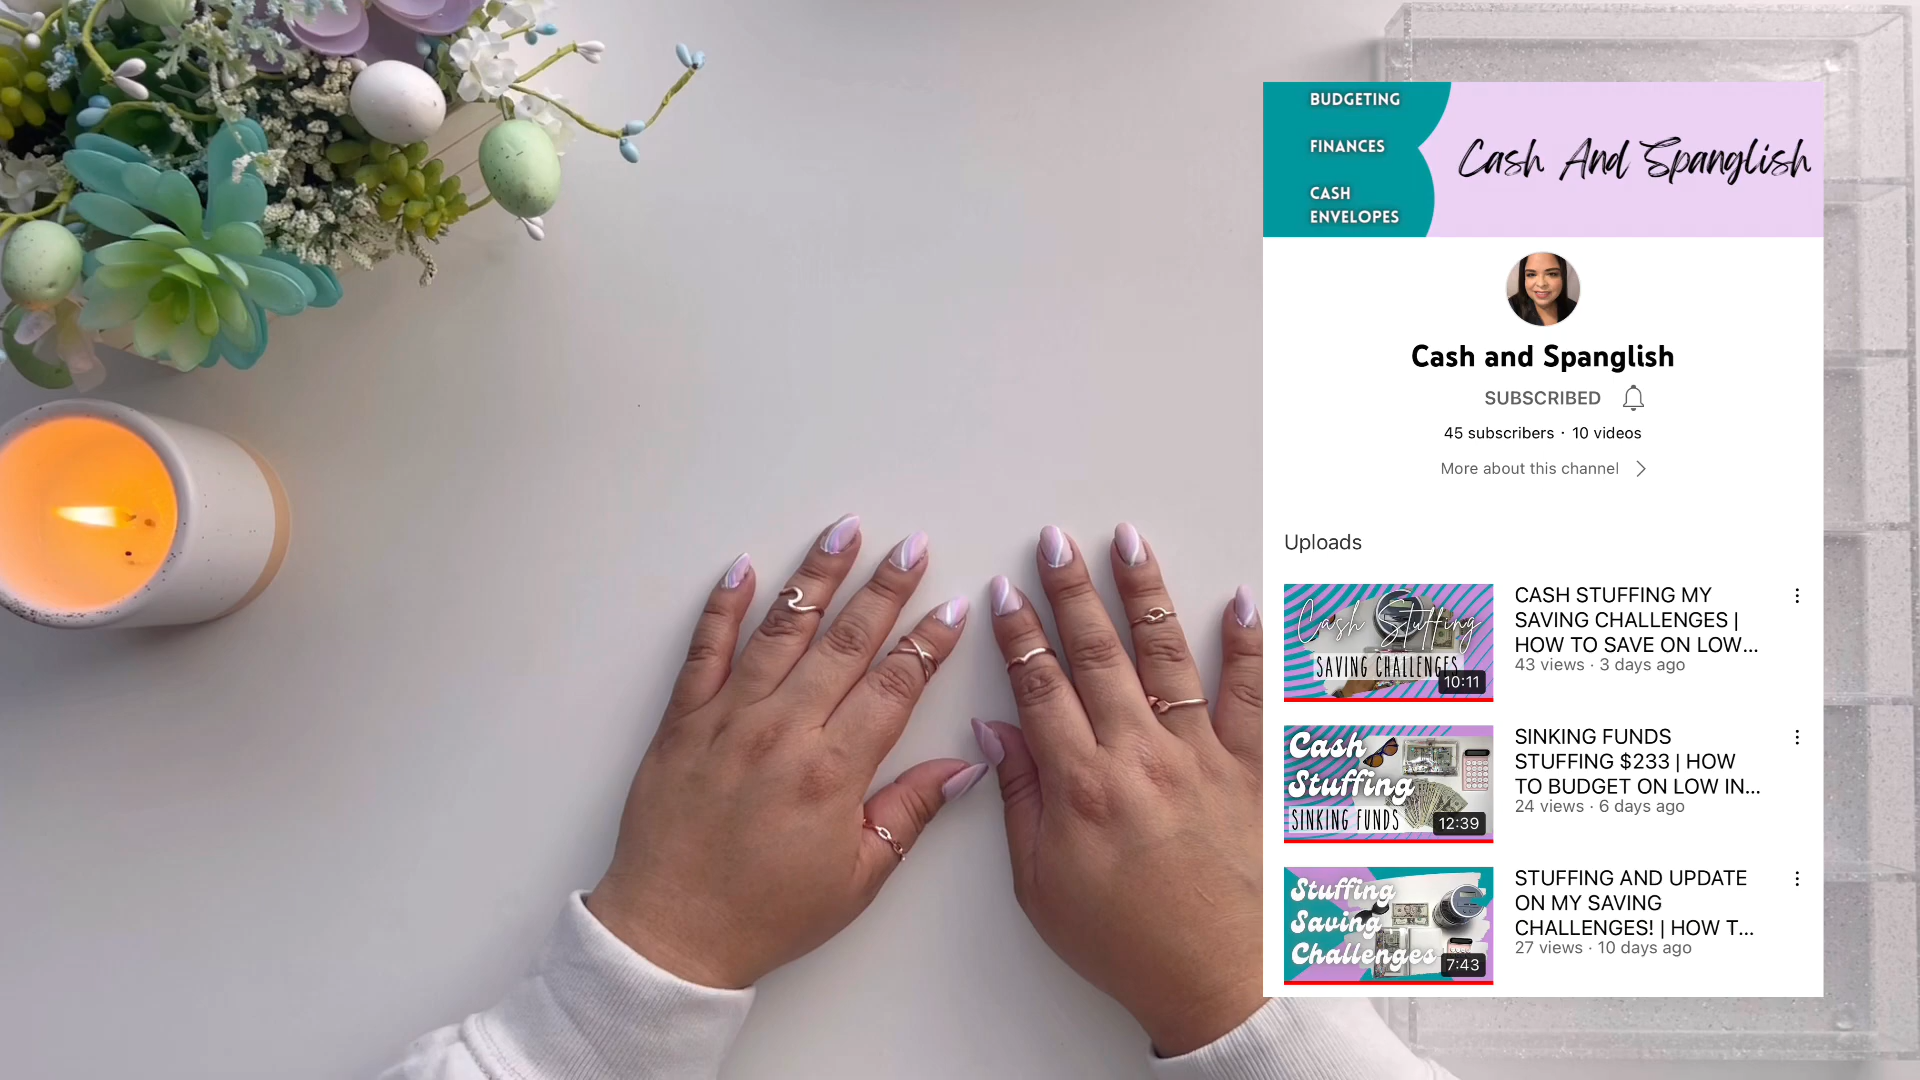 BUDGETING
FINANCES
CASH
ENVELOPES
Cash And Spanglish
Cash and Spanglish
SUBSCRIBED
45 subscribers · 10 videos
More about this channel
Uploads
Cash Stuffing
SAVING CHALLENGES
10:11
CASH STUFFING MY
SAVING CHALLENGES |
HOW TO SAVE ON LOW...
43 views · 3 days ago
Cash
Stuffing
SINKING FUNDS
12:39
SINKING FUNDS
STUFFING $233 | HOW
TO BUDGET ON LOW IN...
24 views · 6 days ago
Stuffing
Saving
Challenges
7:43
STUFFING AND UPDATE
ON MY SAVING
CHALLENGES! | HOW T...
27 views · 10 days ago